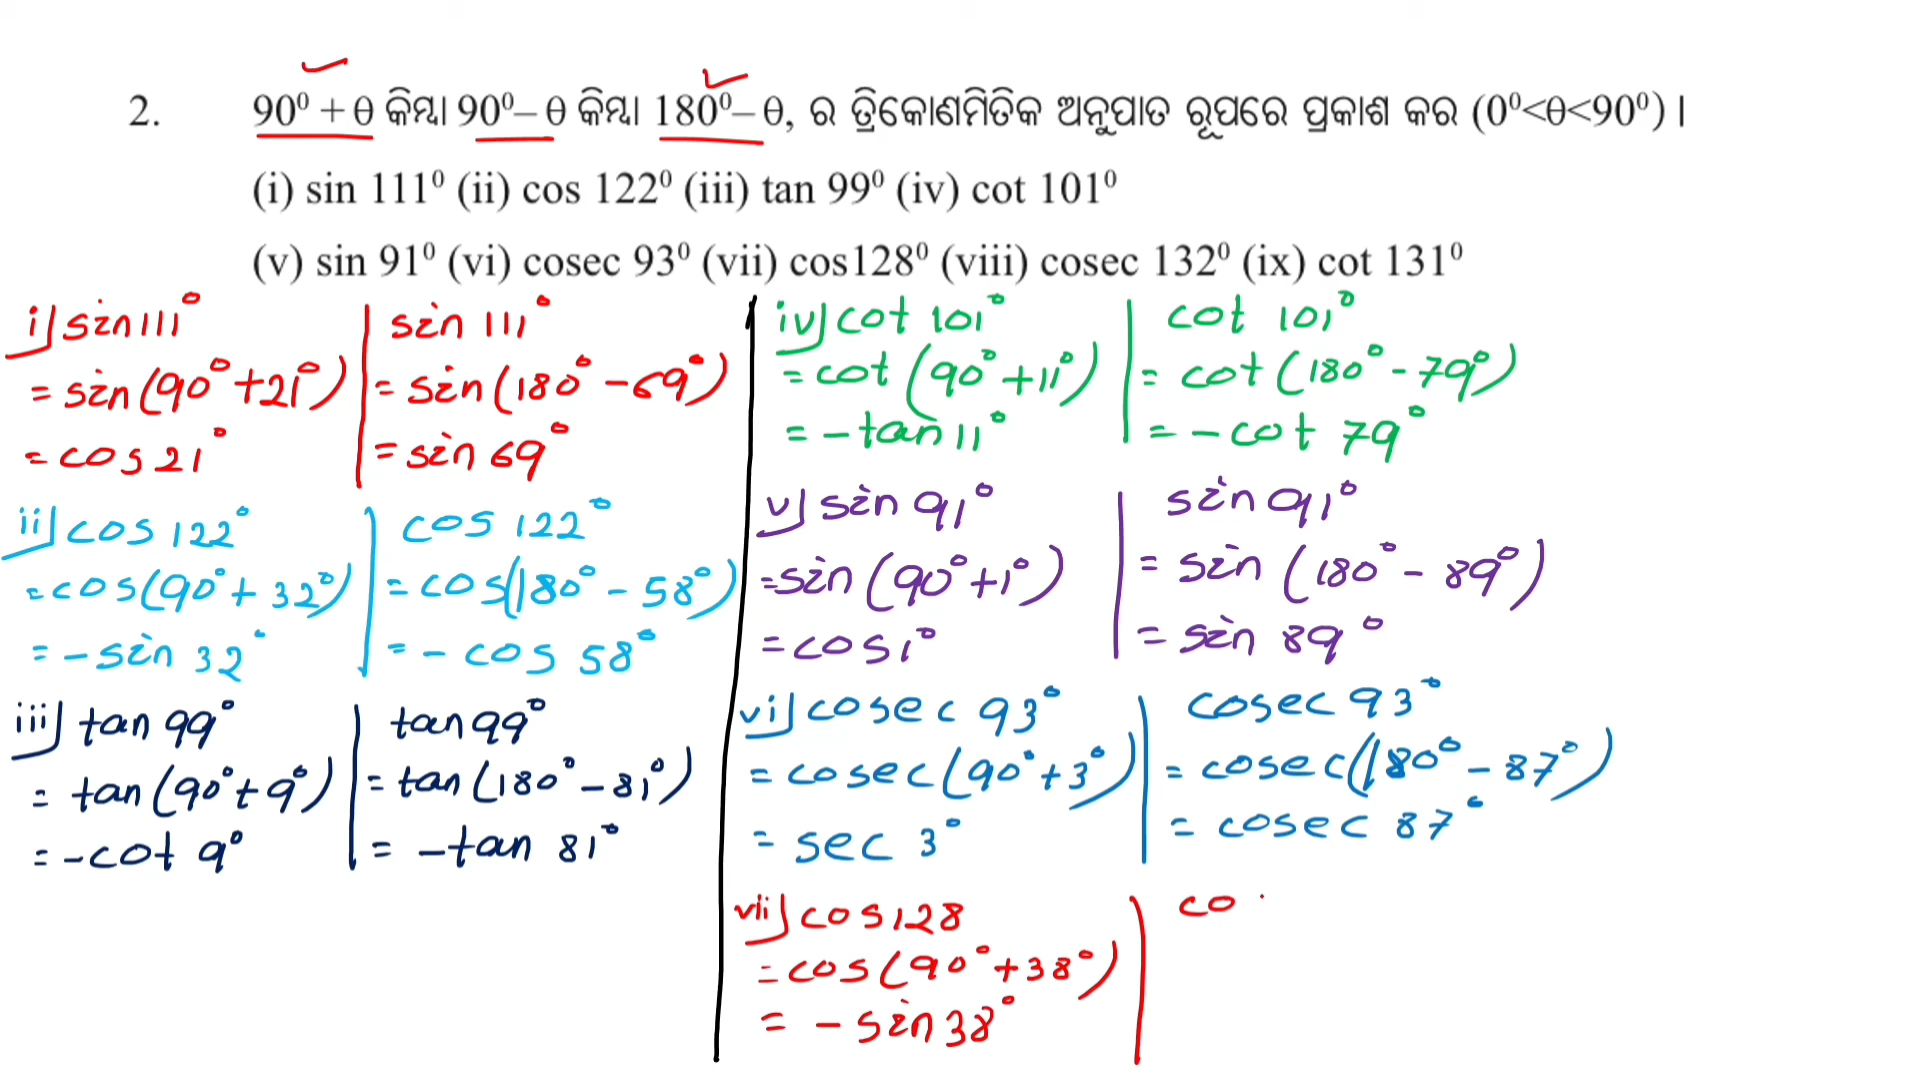 2. 90⁰ + θ କିମ୍ବା 90⁰– θ କିମ୍ବା 180⁰– θ, ର ତ୍ରିକୋଣମିତିକ ଅନୁପାତ ରୂପରେ ପ୍ରକାଶ କର (0⁰<θ<90⁰) ।
(i) sin 111⁰ (ii) cos 122⁰ (iii) tan 99⁰ (iv) cot 101⁰
(v) sin 91⁰ (vi) cosec 93⁰ (vii) cos128⁰ (viii) cosec 132⁰ (ix) cot 131⁰
i) sin 111°
= sin (90° + 21°)
= cos 21°
sin 111°
= sin (180° - 69°)
= sin 69°
ii) cos 122°
= cos (90° + 32°)
= - sin 32°
cos 122°
= cos (180° - 58°)
= - cos 58°
iii) tan 99°
= tan (90° + 9°)
= - cot 9°
tan 99°
= tan (180° - 81°)
= - tan 81°
iv) cot 101°
= cot (90° + 11°)
= - tan 11°
cot 101°
= cot (180° - 79°)
= - cot 79°
v) sin 91°
= sin (90° + 1°)
= cos 1°
sin 91°
= sin (180° - 89°)
= sin 89°
vi) cosec 93°
= cosec (90° + 3°)
= sec 3°
cosec 93°
= cosec (180° - 87°)
= cosec 87°
vii) cos 128
= cos (90° + 38°)
= - sin 38°
co